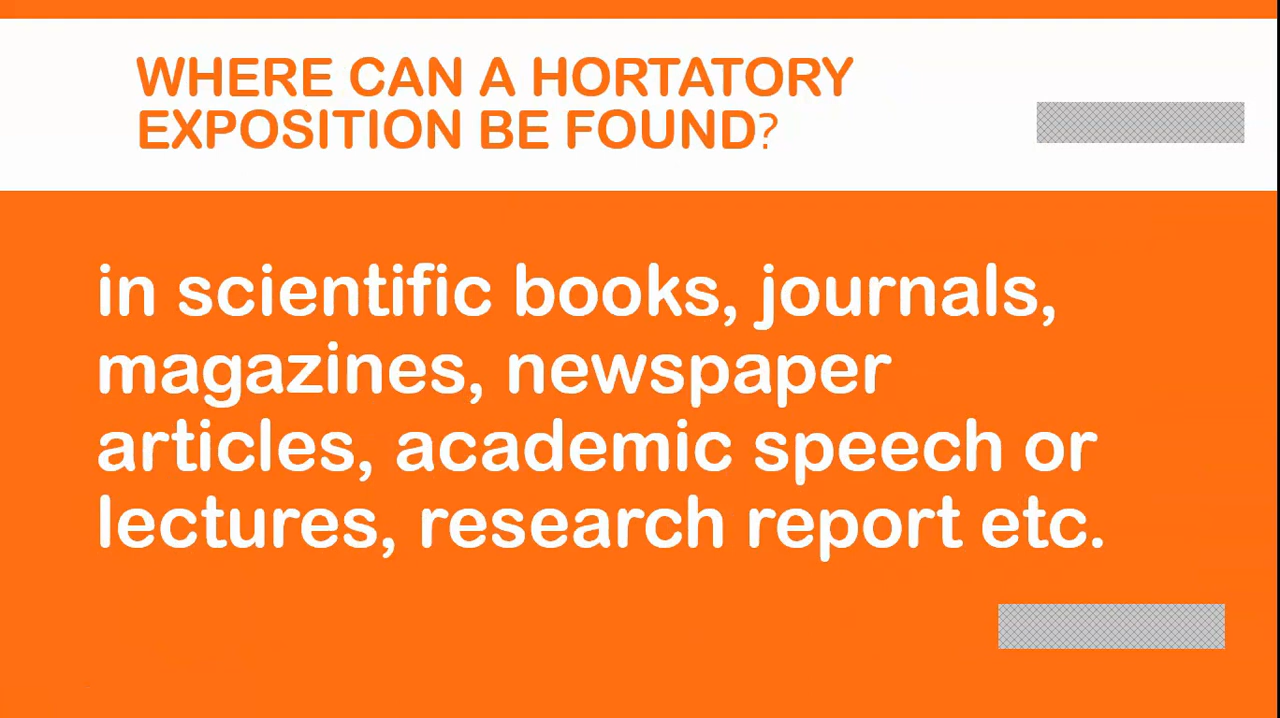 WHERE CAN A HORTATORY
EXPOSITION BE FOUND?
in scientific books, journals,
magazines, newspaper
articles, academic speech or
lectures, research report etc.